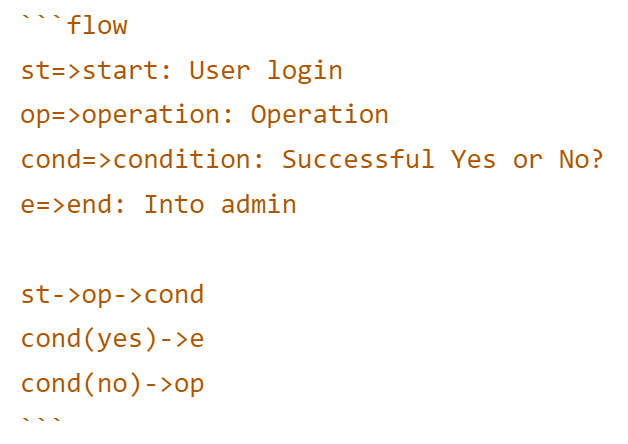 ```flow
st=>start: User login
op=>operation: Operation
cond=>condition: Successful Yes or No?
e=>end: Into admin

st->op->cond
cond(yes)->e
cond(no)->op
```